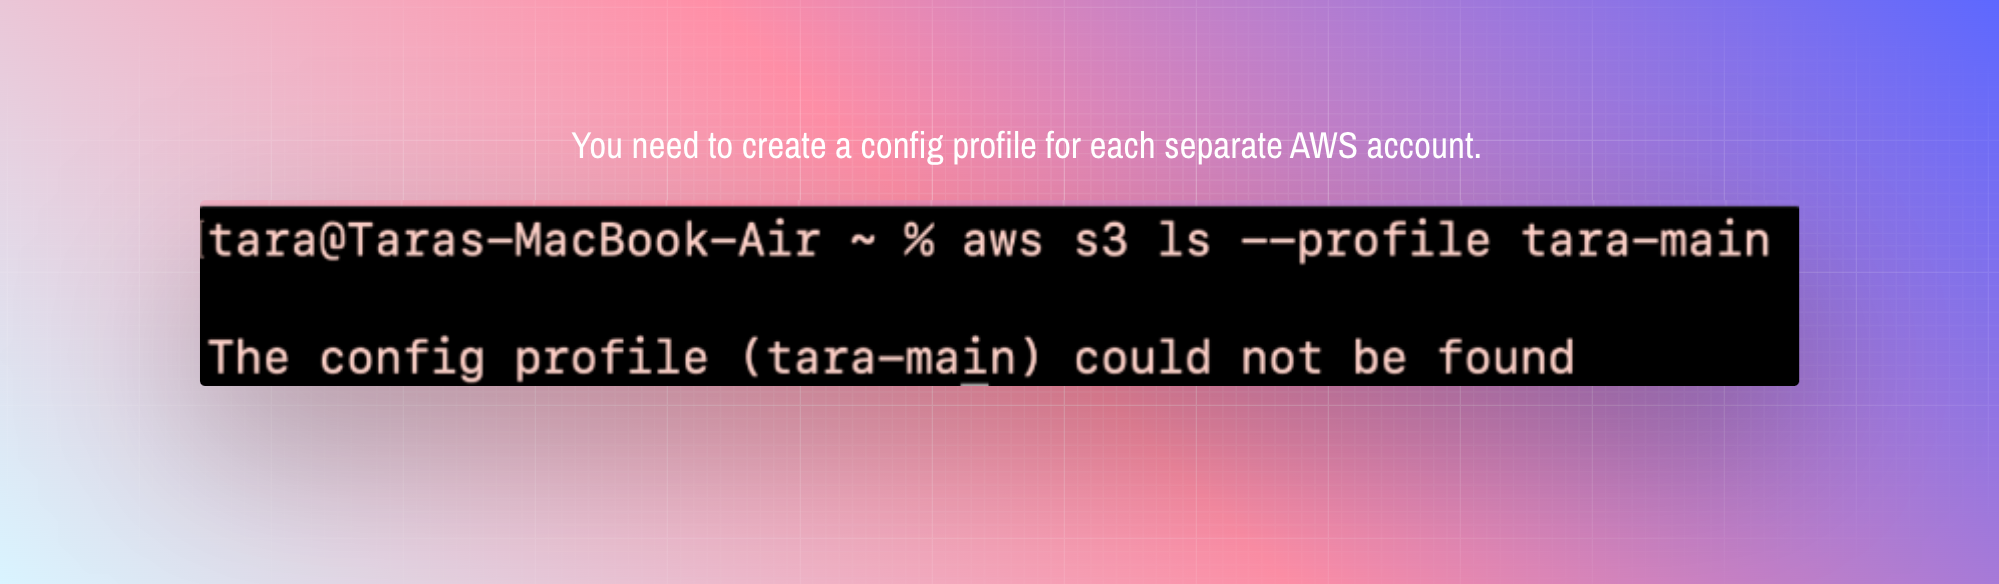 You need to create a config profile for each separate AWS account.
[tara@Taras-MacBook-Air ~ % aws s3 ls --profile tara-main
The config profile (tara-main) could not be found